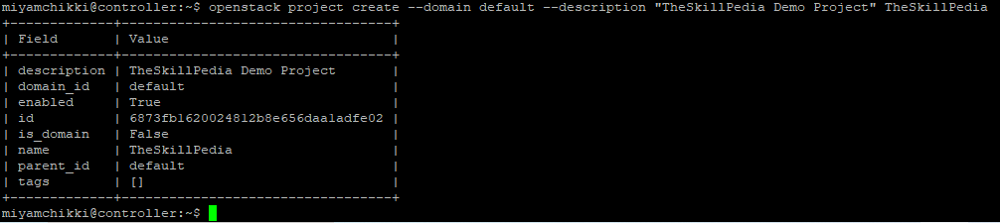 miyamchikki@controller:~$ openstack project create --domain default --description "TheSkillPedia Demo Project" TheSkillPedia
+-------------+----------------------------------+
| Field       | Value                            |
+-------------+----------------------------------+
| description | TheSkillPedia Demo Project       |
| domain_id   | default                          |
| enabled     | True                             |
| id          | 6873fb1620024812b8e656daa1adfe02 |
| is_domain   | False                            |
| name        | TheSkillPedia                    |
| parent_id   | default                          |
| tags        | []                               |
+-------------+----------------------------------+
miyamchikki@controller:~$